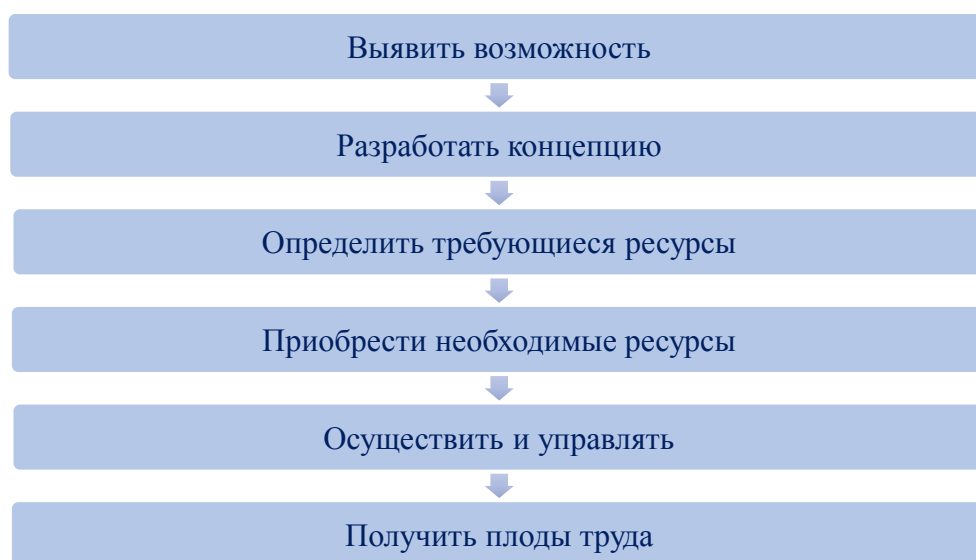 Выявить возможность
Разработать концепцию
Определить требующиеся ресурсы
Приобрести необходимые ресурсы
Осуществить и управлять
Получить плоды труда